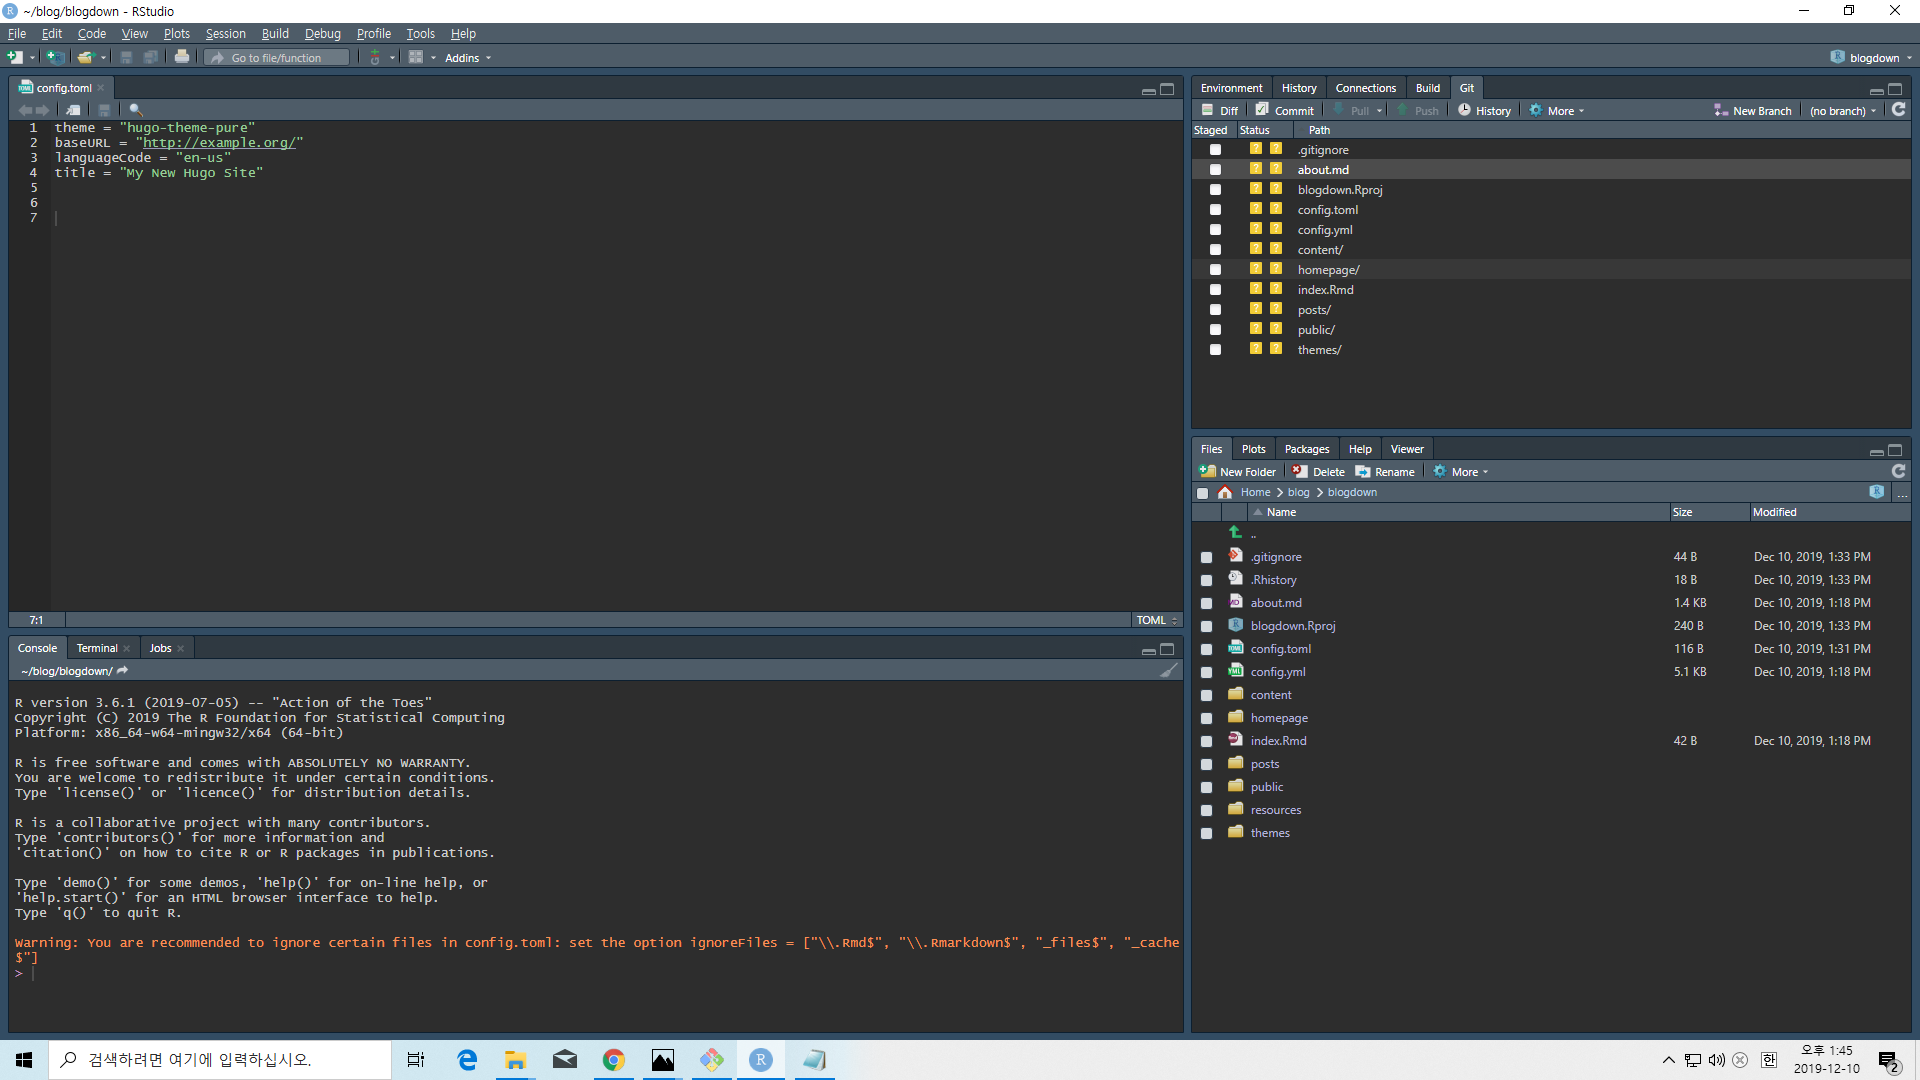 ~/blog/blogdown - RStudio
File Edit Code View Plots Session Build Debug Profile Tools Help
Go to file/function Addins blogdown
config.toml
1 theme = "hugo-theme-pure"
2 baseURL = "http://example.org/"
3 languageCode = "en-us"
4 title = "My New Hugo Site"
5
6
7
7:1 TOML
Console Terminal Jobs
~/blog/blogdown/
R version 3.6.1 (2019-07-05) -- "Action of the Toes"
Copyright (C) 2019 The R Foundation for Statistical Computing
Platform: x86_64-w64-mingw32/x64 (64-bit)
R is free software and comes with ABSOLUTELY NO WARRANTY.
You are welcome to redistribute it under certain conditions.
Type 'license()' or 'licence()' for distribution details.
R is a collaborative project with many contributors.
Type 'contributors()' for more information and
'citation()' on how to cite R or R packages in publications.
Type 'demo()' for some demos, 'help()' for on-line help, or
'help.start()' for an HTML browser interface to help.
Type 'q()' to quit R.
Warning: You are recommended to ignore certain files in config.toml: set the option ignoreFiles = ["\\.Rmd$", "\\.Rmarkdown$", "_files$", "_cache
$"]
>
Environment History Connections Build Git
Diff Commit Pull Push History More New Branch (no branch)
Staged Status Path
? ? .gitignore
? ? about.md
? ? blogdown.Rproj
? ? config.toml
? ? config.yml
? ? content/
? ? homepage/
? ? index.Rmd
? ? posts/
? ? public/
? ? themes/
Files Plots Packages Help Viewer
New Folder Delete Rename More
Home blog blogdown ...
Name Size Modified
..
.gitignore 44 B Dec 10, 2019, 1:33 PM
.Rhistory 18 B Dec 10, 2019, 1:33 PM
about.md 1.4 KB Dec 10, 2019, 1:18 PM
blogdown.Rproj 240 B Dec 10, 2019, 1:33 PM
config.toml 116 B Dec 10, 2019, 1:31 PM
config.yml 5.1 KB Dec 10, 2019, 1:18 PM
content
homepage
index.Rmd 42 B Dec 10, 2019, 1:18 PM
posts
public
resources
themes
검색하려면 여기에 입력하십시오.
한 오후 1:45
2019-12-10
2